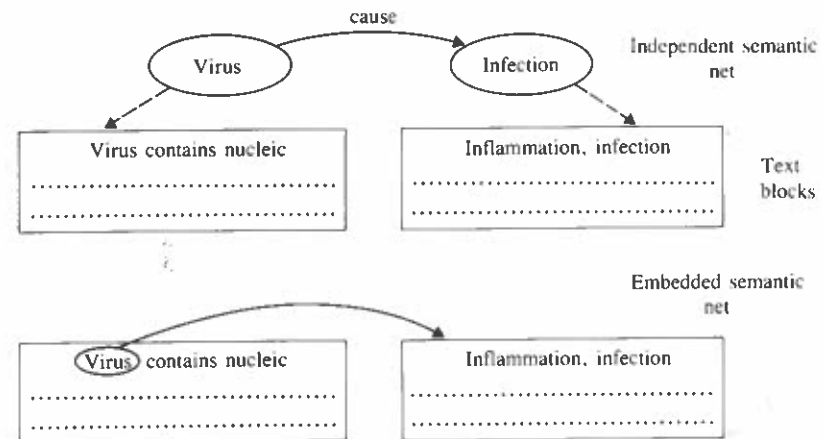 cause
Virus
Infection
Independent semantic
net
Virus contains nucleic
Inflammation, infection
Text
blocks
Embedded semantic
net
Virus contains nucleic
Inflammation, infection